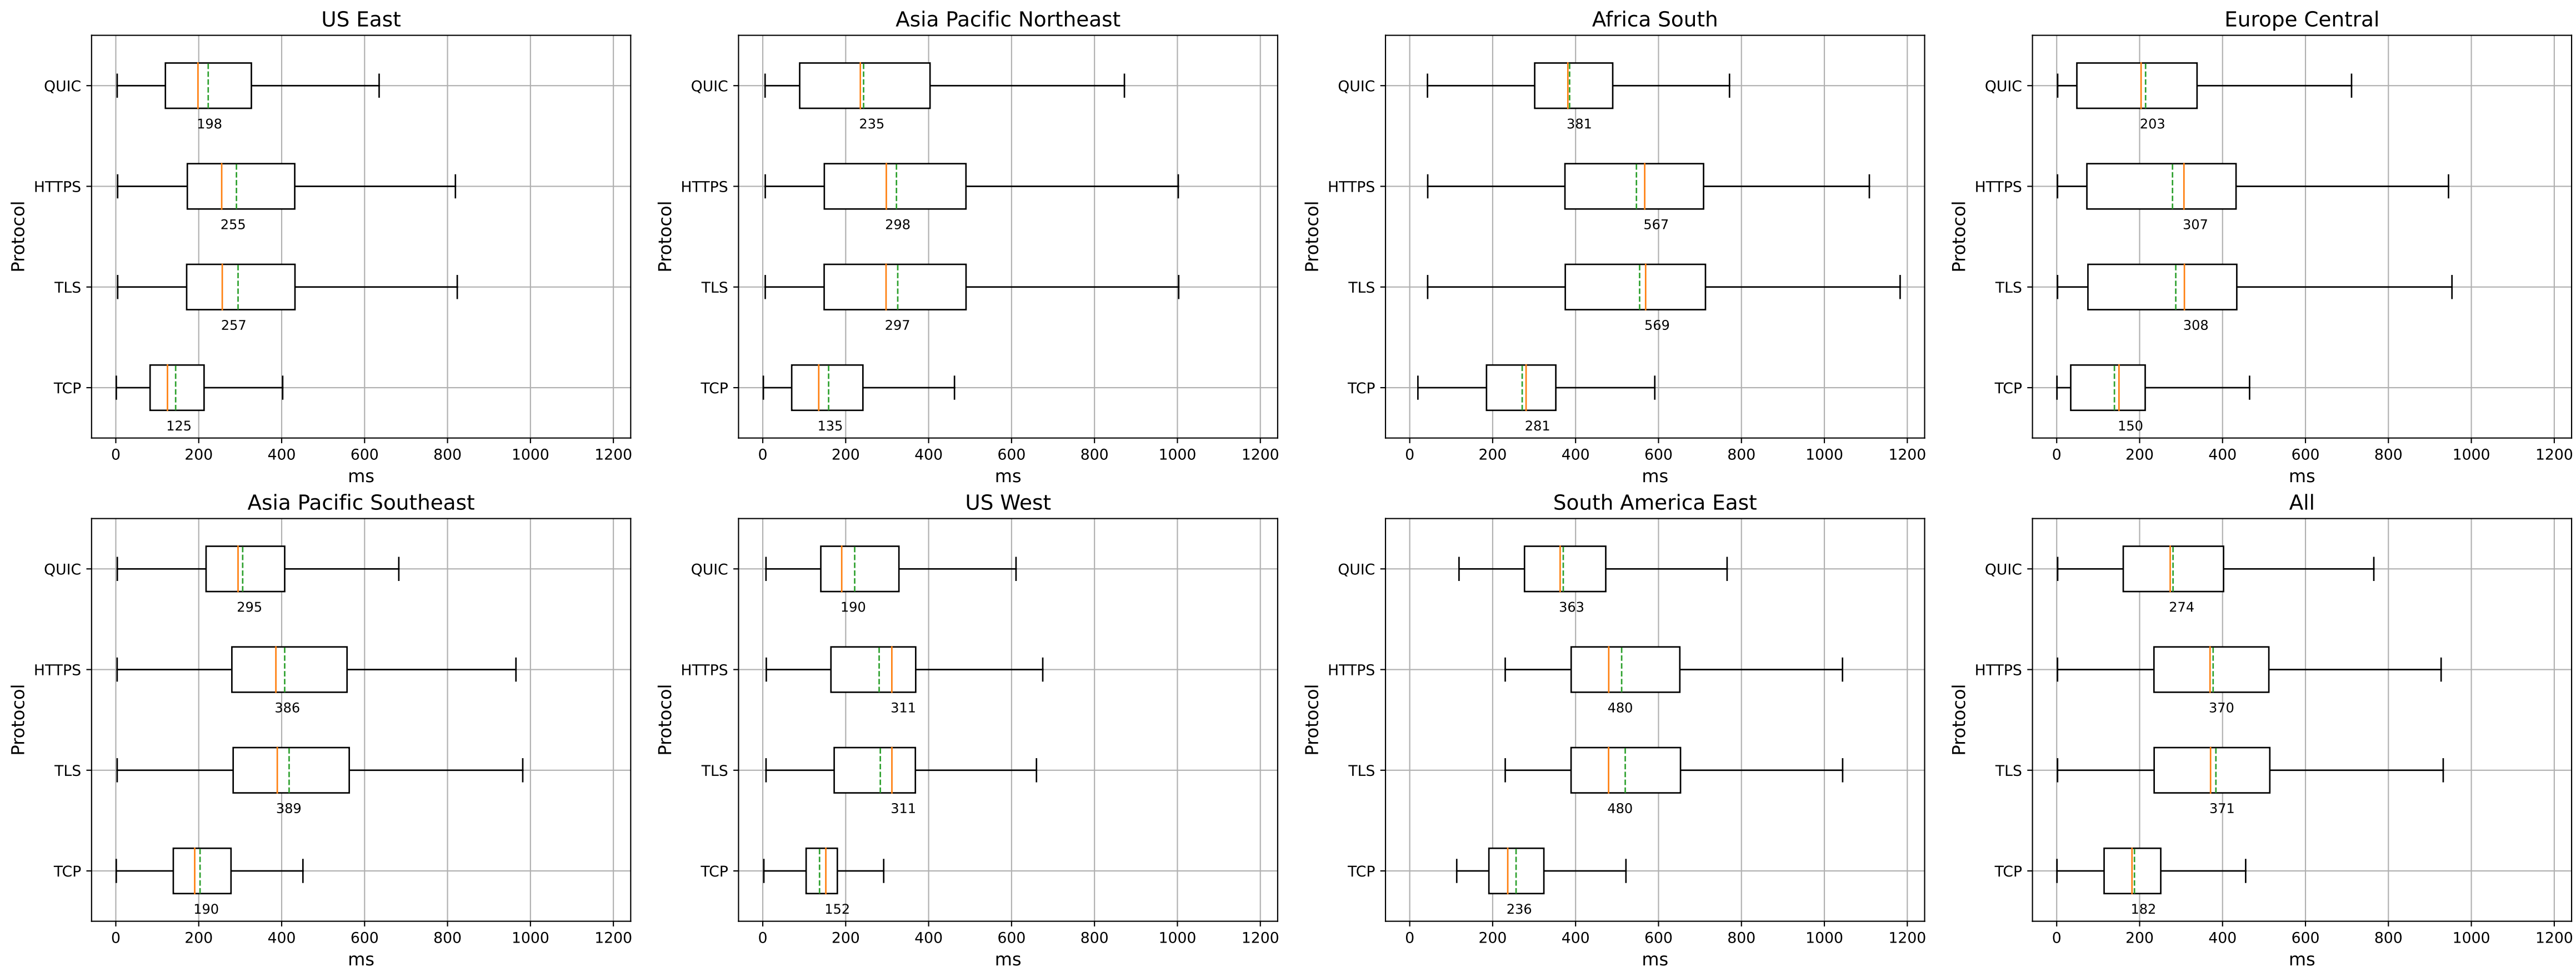 US East
QUIC
198
HTTPS
255
TLS
257
TCP
125
Protocol
0 200 400 600 800 1000 1200
ms
Asia Pacific Northeast
QUIC
235
HTTPS
298
TLS
297
TCP
135
Protocol
0 200 400 600 800 1000 1200
ms
Africa South
QUIC
381
HTTPS
567
TLS
569
TCP
281
Protocol
0 200 400 600 800 1000 1200
ms
Europe Central
QUIC
203
HTTPS
307
TLS
308
TCP
150
Protocol
0 200 400 600 800 1000 1200
ms
Asia Pacific Southeast
QUIC
295
HTTPS
386
TLS
389
TCP
190
Protocol
0 200 400 600 800 1000 1200
ms
US West
QUIC
190
HTTPS
311
TLS
311
TCP
152
Protocol
0 200 400 600 800 1000 1200
ms
South America East
QUIC
363
HTTPS
480
TLS
480
TCP
236
Protocol
0 200 400 600 800 1000 1200
ms
All
QUIC
274
HTTPS
370
TLS
371
TCP
182
Protocol
0 200 400 600 800 1000 1200
ms